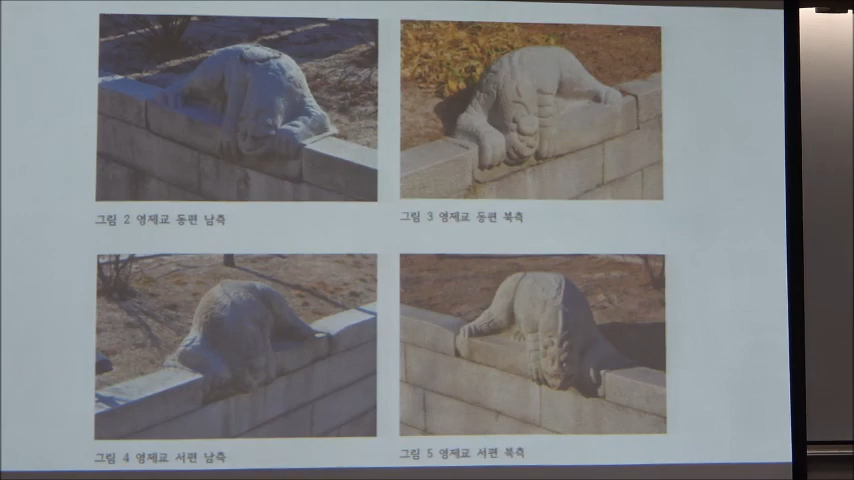 그림 2 영제교 동편 남측
그림 3 영제교 동편 북측
그림 4 영제교 서편 남측
그림 5 영제교 서편 북측